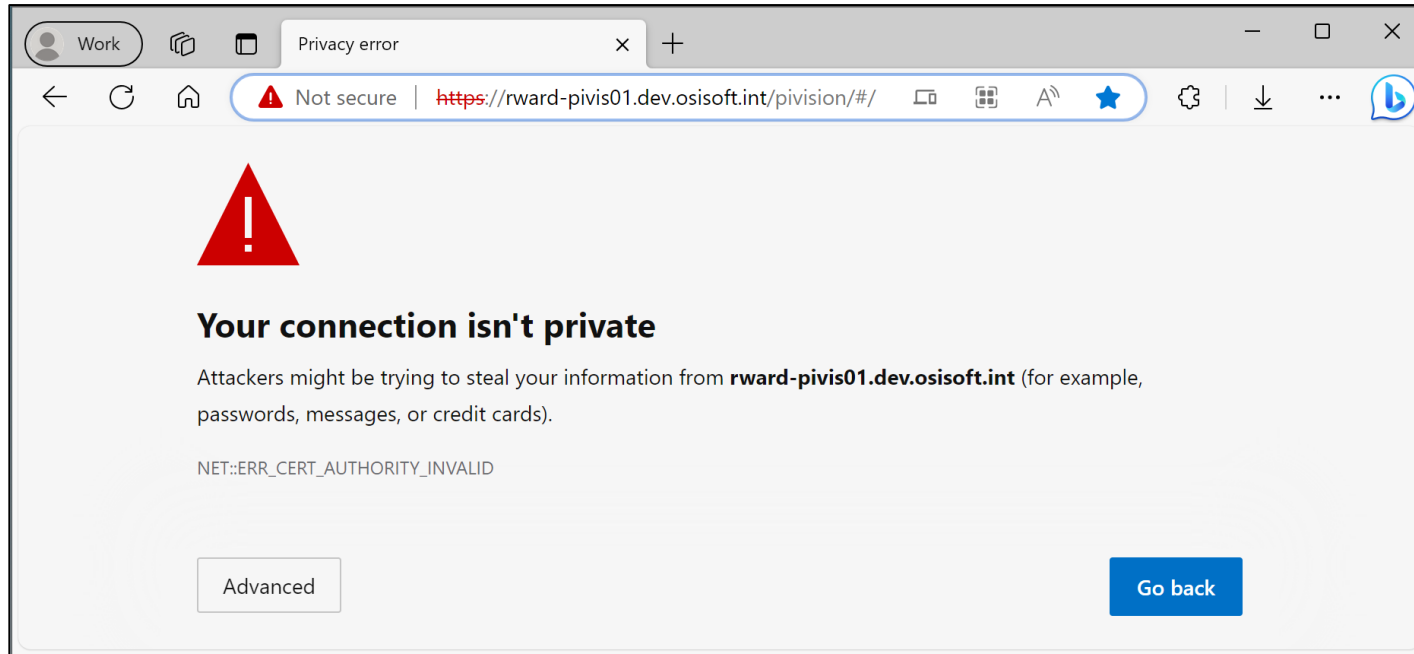 Work
Privacy error
Not secure | https://rward-pivis01.dev.osisoft.int/pivision/#/
Your connection isn't private
Attackers might be trying to steal your information from rward-pivis01.dev.osisoft.int (for example,
passwords, messages, or credit cards).
NET::ERR_CERT_AUTHORITY_INVALID
Advanced
Go back